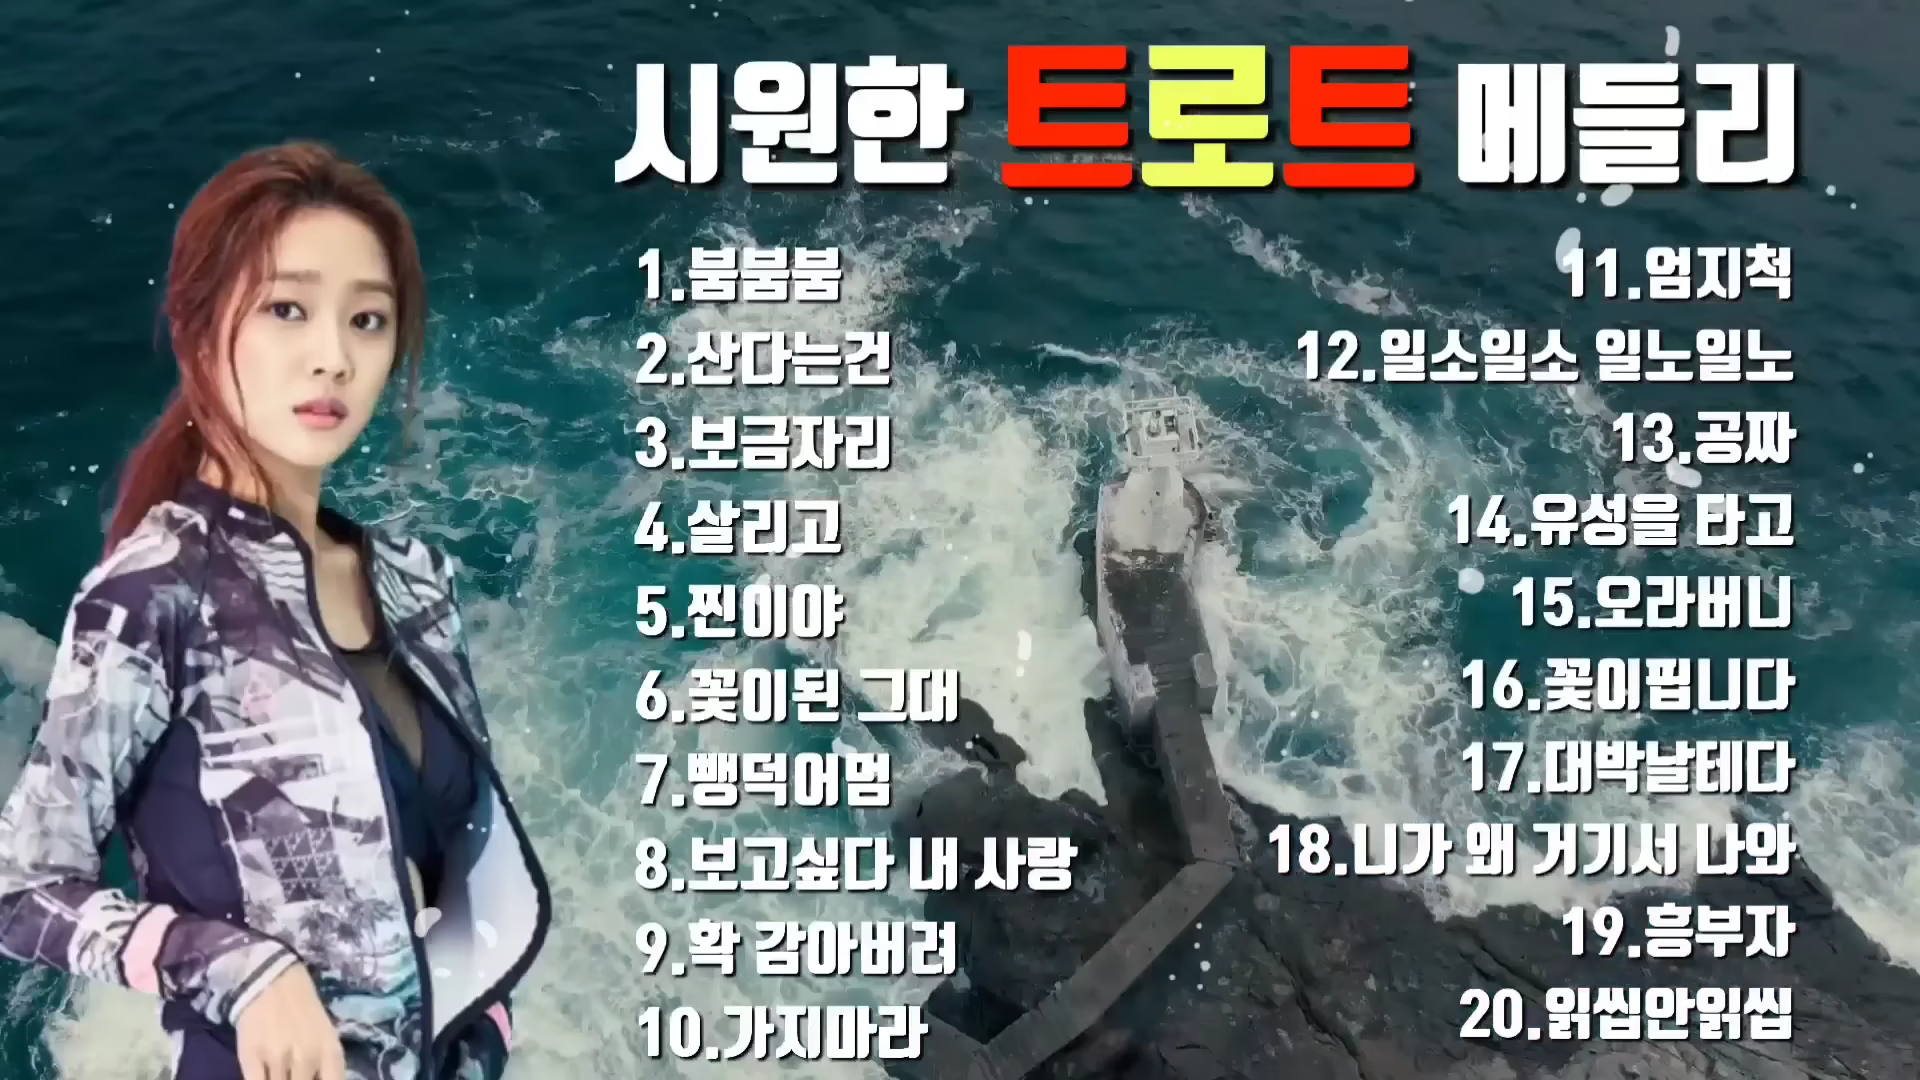 시원한 트로트 메들리
1.붐붐붐
2.산다는건
3.보금자리
4.살리고
5.찐이야
6.꽃이된 그대
7.뺑덕어멈
8.보고싶다 내 사랑
9.확 감아버려
10.가지마라
11.엄지척
12.일소일소 일노일노
13.공짜
14.유성을 타고
15.오라버니
16.꽃이핍니다
17.대박날테다
18.니가 왜 거기서 나와
19.흥부자
20.읽씹안읽씹